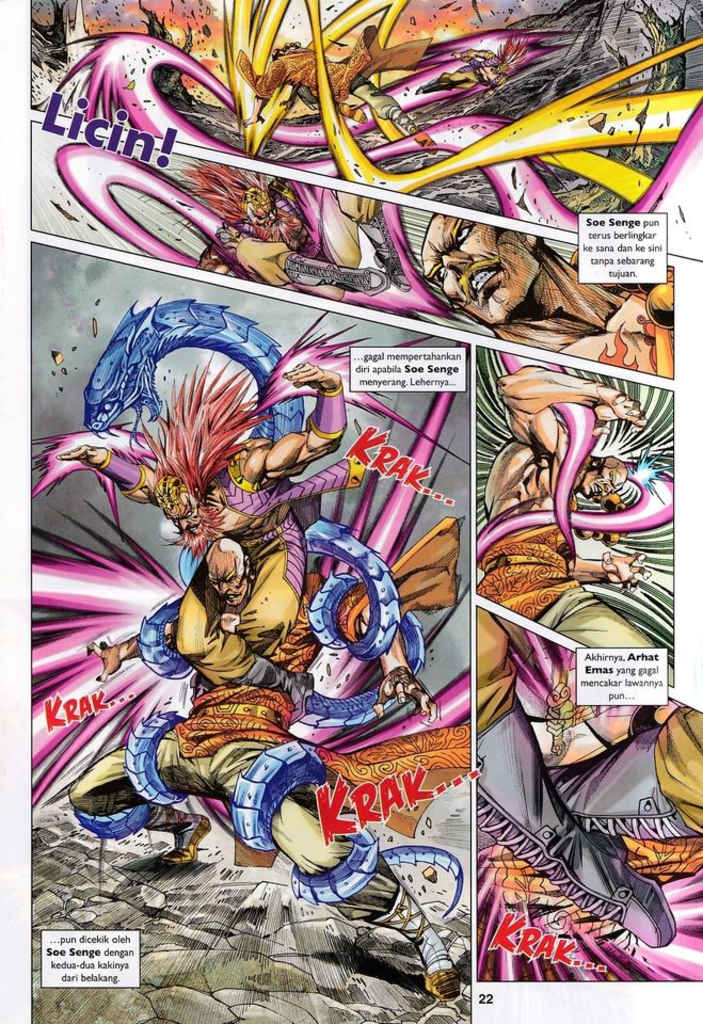 Licin!
Soe Senge pun
terus berlingkar
ke sana dan ke sini
tanpa sebarang
tujuan.
...gagal mempertahankan
diri apabila Soe Senge
menyerang. Lehernya...
KRAK...
KRAK...
KRAK...
...pun dicekik oleh
Soe Senge dengan
kedua-dua kakinya
dari belakang.
Akhirnya, Arhat
Emas yang gagal
mencakar lawannya
pun...
KRAK...
22